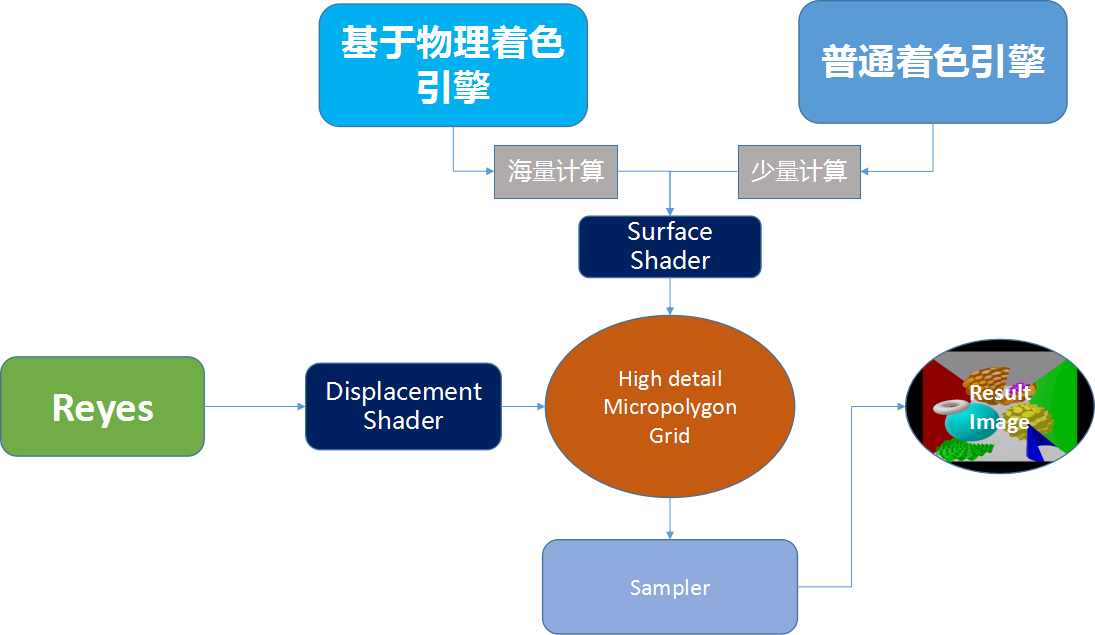 基于物理着色
引擎
普通着色引擎
海量计算
少量计算
Surface
Shader
Reyes
Displacement
Shader
High detail
Micropolygon
Grid
Result
Image
Sampler